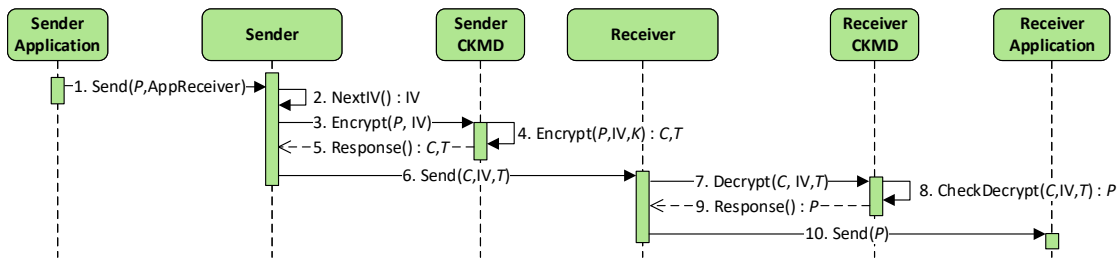 Sender
Application
Sender
Sender
CKMD
Receiver
Receiver
CKMD
Receiver
Application
1. Send(P,AppReceiver)
2. NextIV() : IV
3. Encrypt(P, IV)
4. Encrypt(P,IV,K) : C,T
5. Response() : C,T
6. Send(C,IV,T)
7. Decrypt(C, IV,T)
8. CheckDecrypt(C,IV,T) : P
9. Response() : P
10. Send(P)